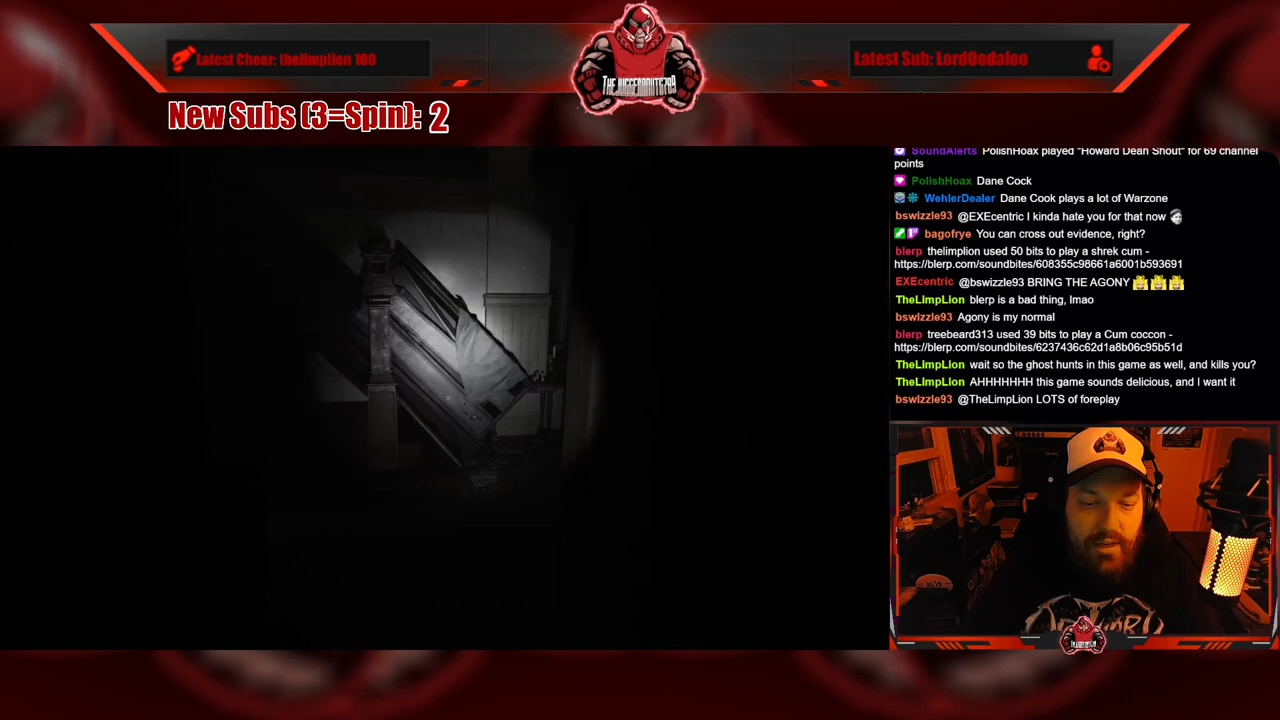 Latest Cheer: thelimplion 100
Latest Sub: LordOodaloo
THEJUGGERNAUT6789
New Subs (3=Spin): 2
SoundAlerts PolishHoax played "Howard Dean Shout" for 69 channel
points
PolishHoax Dane Cock
WehlerDealer Dane Cook plays a lot of Warzone
bswizzle93 @EXEcentric I kinda hate you for that now
bagofrye You can cross out evidence, right?
blerp thelimplion used 50 bits to play a shrek cum -
https://blerp.com/soundbites/608355c98661a6001b593691
EXEcentric @bswizzle93 BRING THE AGONY
TheLImpLIon blerp is a bad thing, lmao
bswizzle93 Agony is my normal
blerp treebeard313 used 39 bits to play a Cum coccon -
https://blerp.com/soundbites/6237436c62d1a8b06c95b51d
TheLImpLIon wait so the ghost hunts in this game as well, and kills you?
TheLImpLIon AHHHHHHH this game sounds delicious, and I want it
bswizzle93 @TheLImpLIon LOTS of foreplay